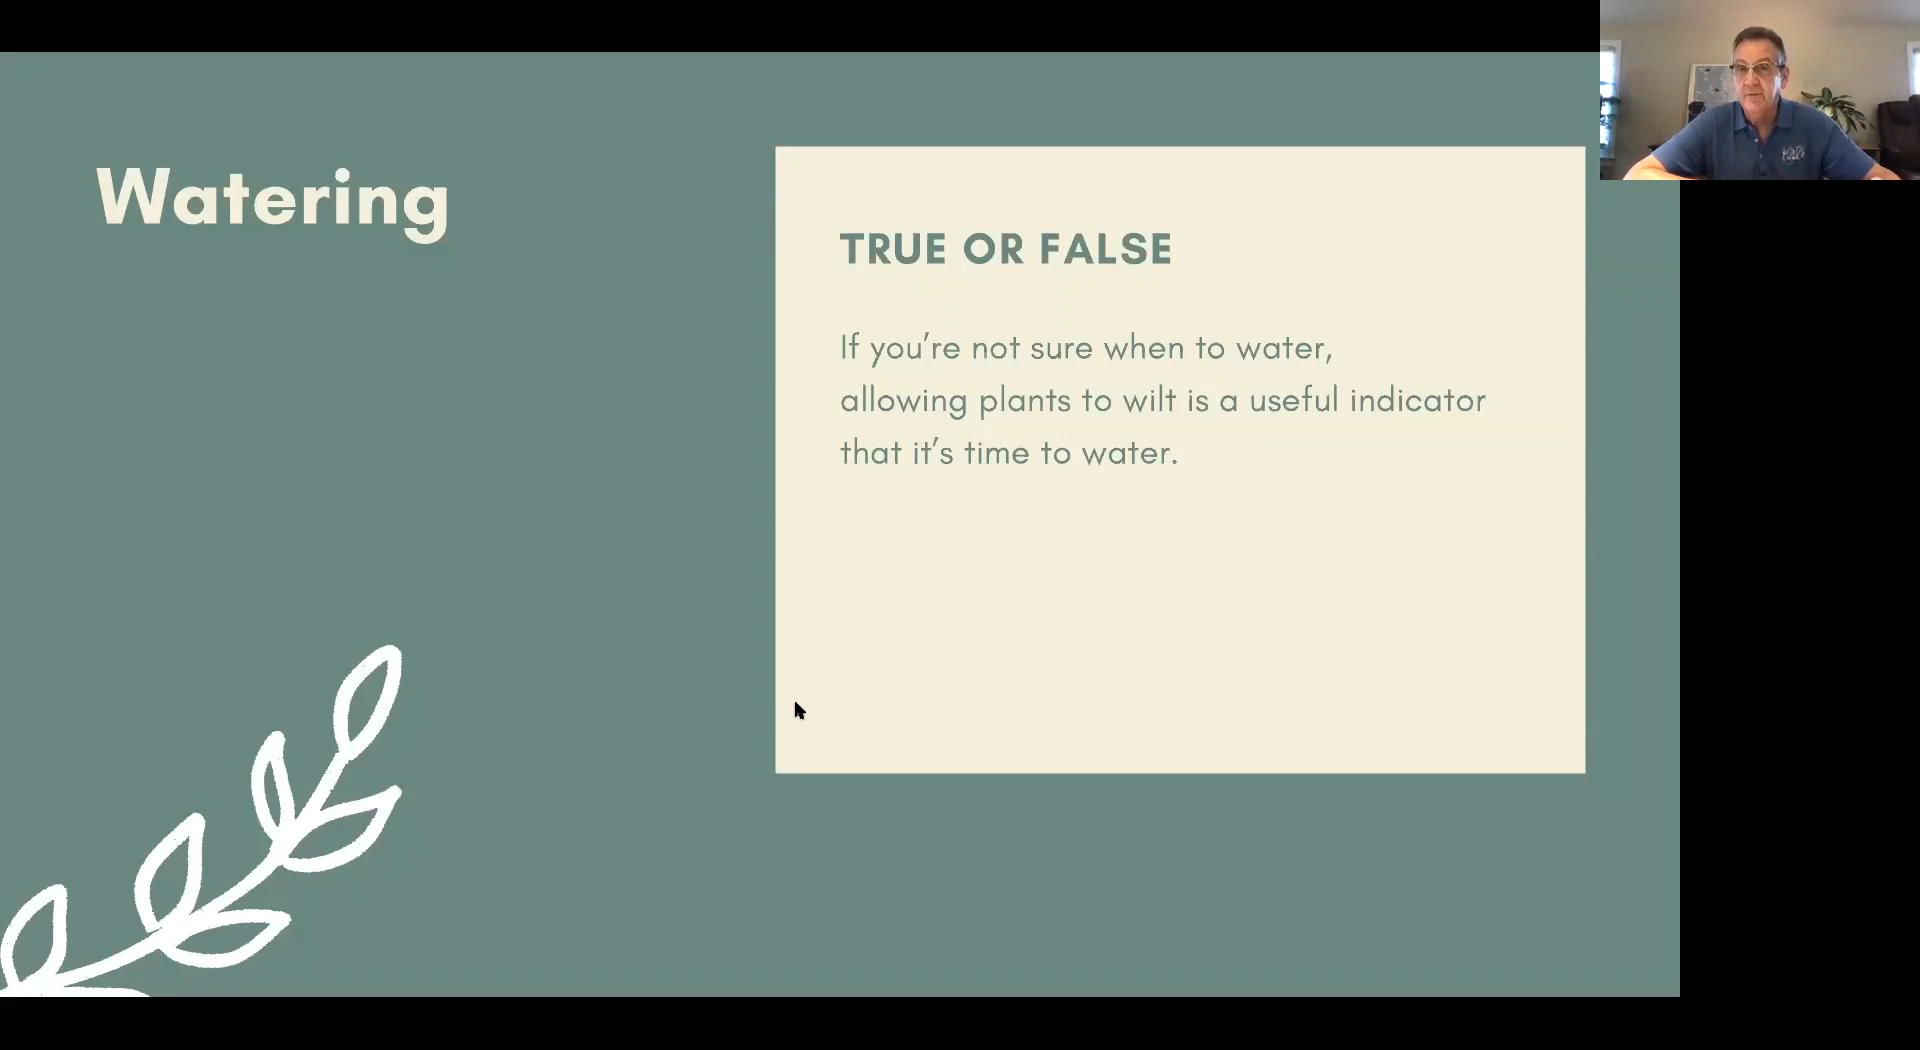 Watering
TRUE OR FALSE
If you’re not sure when to water,
allowing plants to wilt is a useful indicator
that it’s time to water.